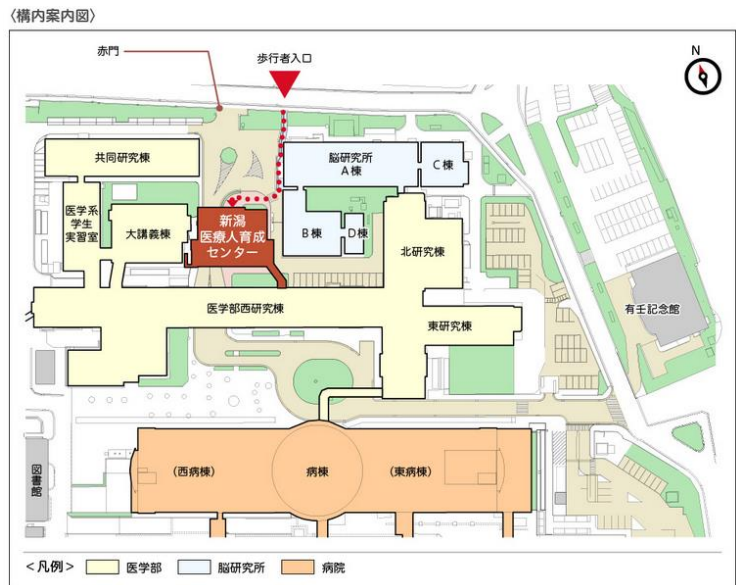 〈構内案内図〉
赤門
歩行者入口
N
共同研究棟
脳研究所
A棟
C棟
医学系
学生
実習室
大講義棟
新潟
医療人育成
センター
B棟
D棟
北研究棟
有壬記念館
医学部西研究棟
東研究棟
図書館
(西病棟)
病棟
(東病棟)
<凡例>
医学部
脳研究所
病院